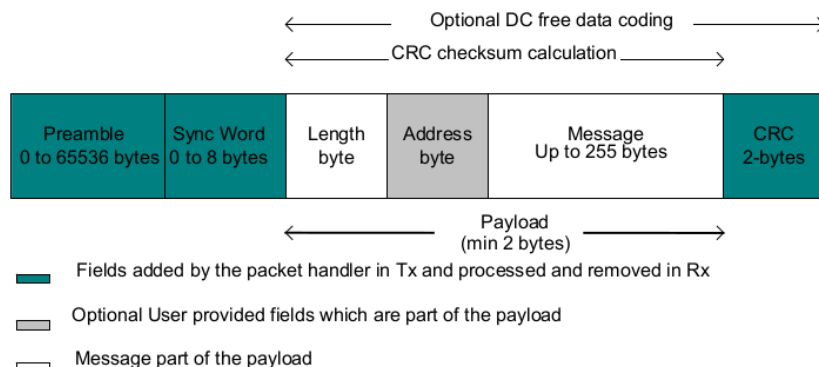 Optional DC free data coding
CRC checksum calculation
Preamble
0 to 65536 bytes
Sync Word
0 to 8 bytes
Length
byte
Address
byte
Message
Up to 255 bytes
CRC
2-bytes
Payload
(min 2 bytes)
Fields added by the packet handler in Tx and processed and removed in Rx
Optional User provided fields which are part of the payload
Message part of the payload